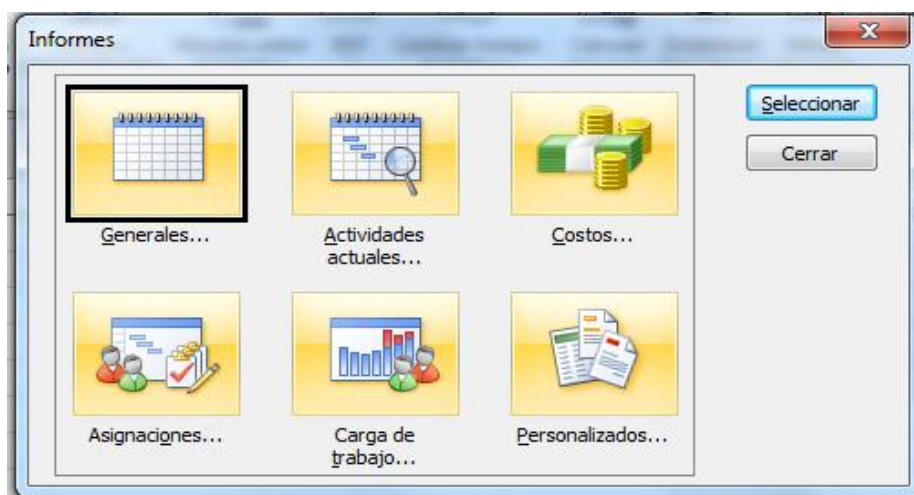 Informes
Seleccionar
Cerrar
Generales...
Actividades
actuales...
Costos...
Asignaciones...
Carga de
trabajo...
Personalizados...